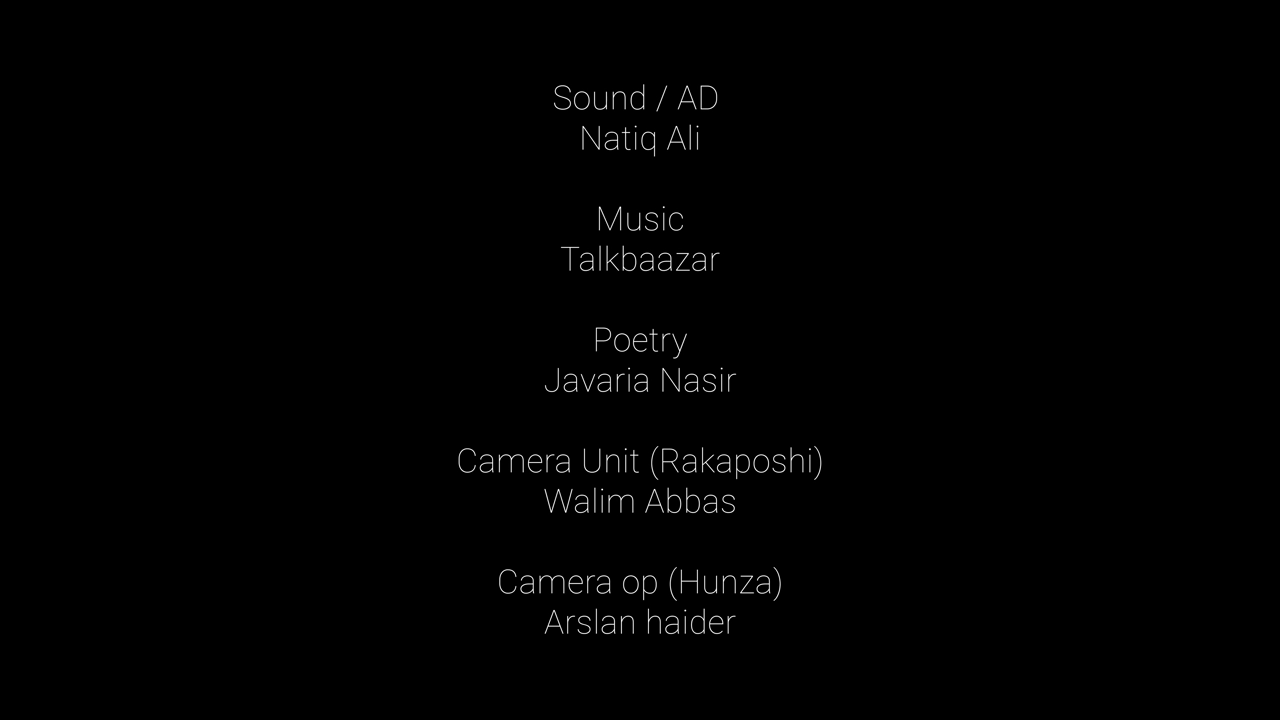 Sound / AD
Natiq Ali
Music
Talkbaazar
Poetry
Javaria Nasir
Camera Unit (Rakaposhi)
Walim Abbas
Camera op (Hunza)
Arslan haider